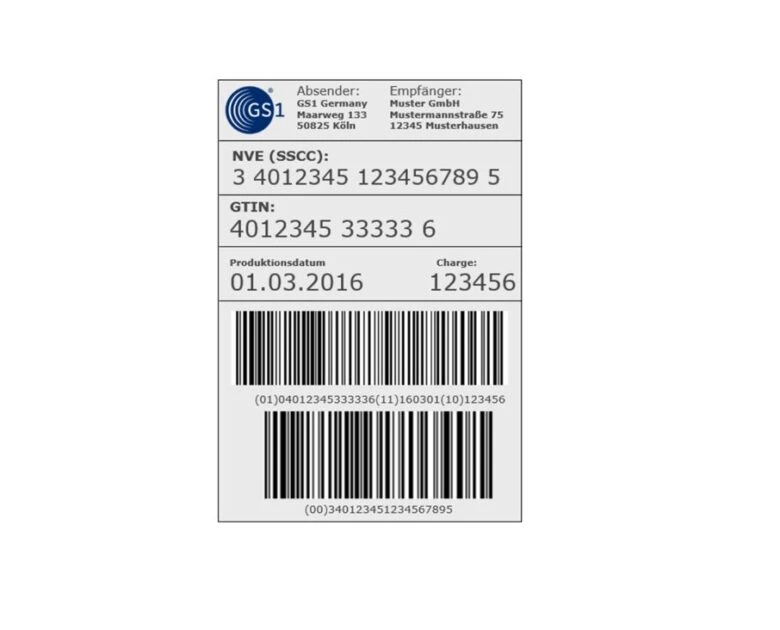 GS1®
Absender:
GS1 Germany
Maarweg 133
50825 Köln
Empfänger:
Muster GmbH
Mustermannstraße 75
12345 Musterhausen
NVE (SSCC):
3 4012345 123456789 5
GTIN:
4012345 33333 6
Produktionsdatum
01.03.2016
Charge:
123456
(01)04012345333336(11)160301(10)123456
(00)340123451234567895